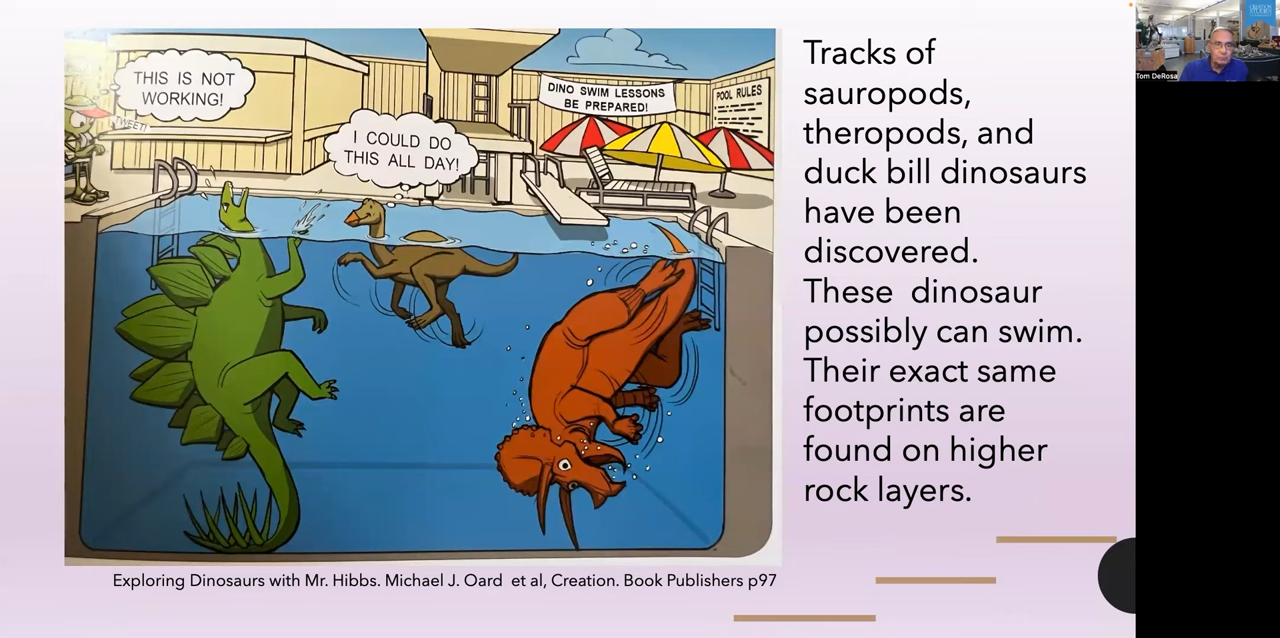 THIS IS NOT
WORKING!
TWEET!
I COULD DO
THIS ALL DAY!
DINO SWIM LESSONS
BE PREPARED!
POOL RULES
Tracks of
sauropods,
theropods, and
duck bill dinosaurs
have been
discovered.
These  dinosaur
possibly can swim.
Their exact same
footprints are
found on higher
rock layers.
Exploring Dinosaurs with Mr. Hibbs. Michael J. Oard  et al, Creation. Book Publishers p97
CREATION
STUDIES
Tom DeRosa